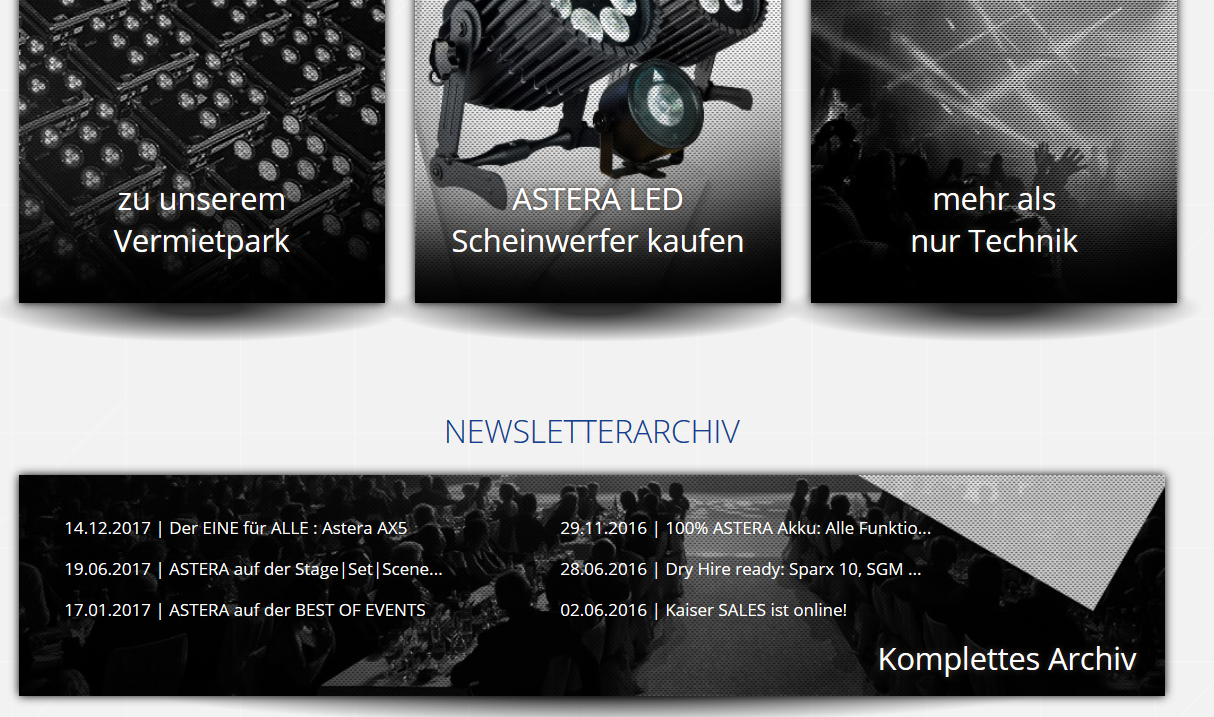 zu unserem
Vermietpark
ASTERA LED
Scheinwerfer kaufen
mehr als
nur Technik
NEWSLETTERARCHIV
14.12.2017 | Der EINE für ALLE : Astera AX5
19.06.2017 | ASTERA auf der Stage|Set|Scene...
17.01.2017 | ASTERA auf der BEST OF EVENTS
29.11.2016 | 100% ASTERA Akku: Alle Funktio...
28.06.2016 | Dry Hire ready: Sparx 10, SGM ...
02.06.2016 | Kaiser SALES ist online!
Komplettes Archiv